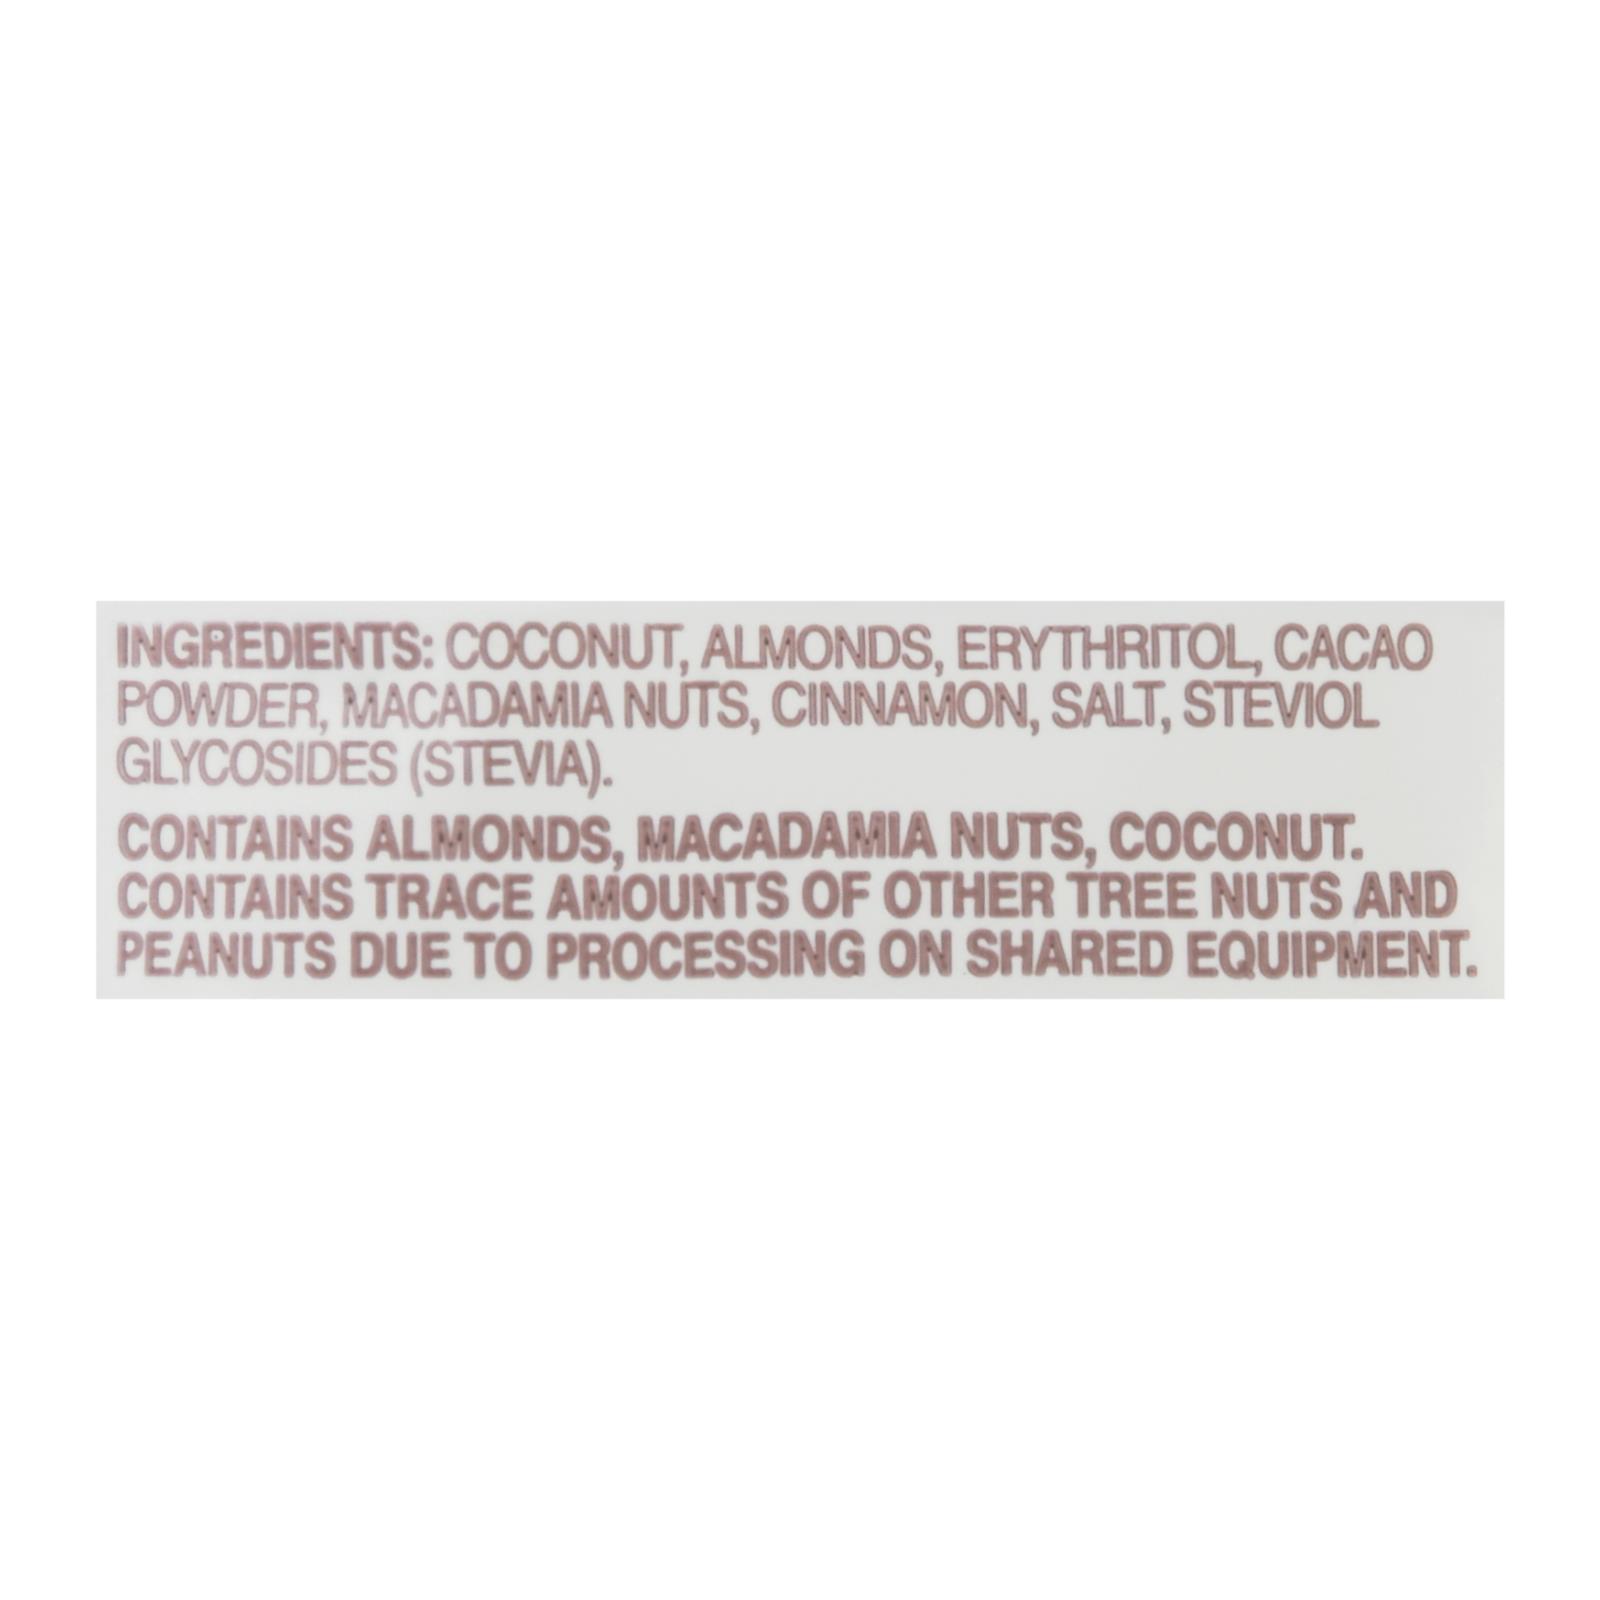 INGREDIENTS: COCONUT, ALMONDS, ERYTHRITOL, CACAO
POWDER, MACADAMIA NUTS, CINNAMON, SALT, STEVIOL
GLYCOSIDES (STEVIA).
CONTAINS ALMONDS, MACADAMIA NUTS, COCONUT.
CONTAINS TRACE AMOUNTS OF OTHER TREE NUTS AND
PEANUTS DUE TO PROCESSING ON SHARED EQUIPMENT.